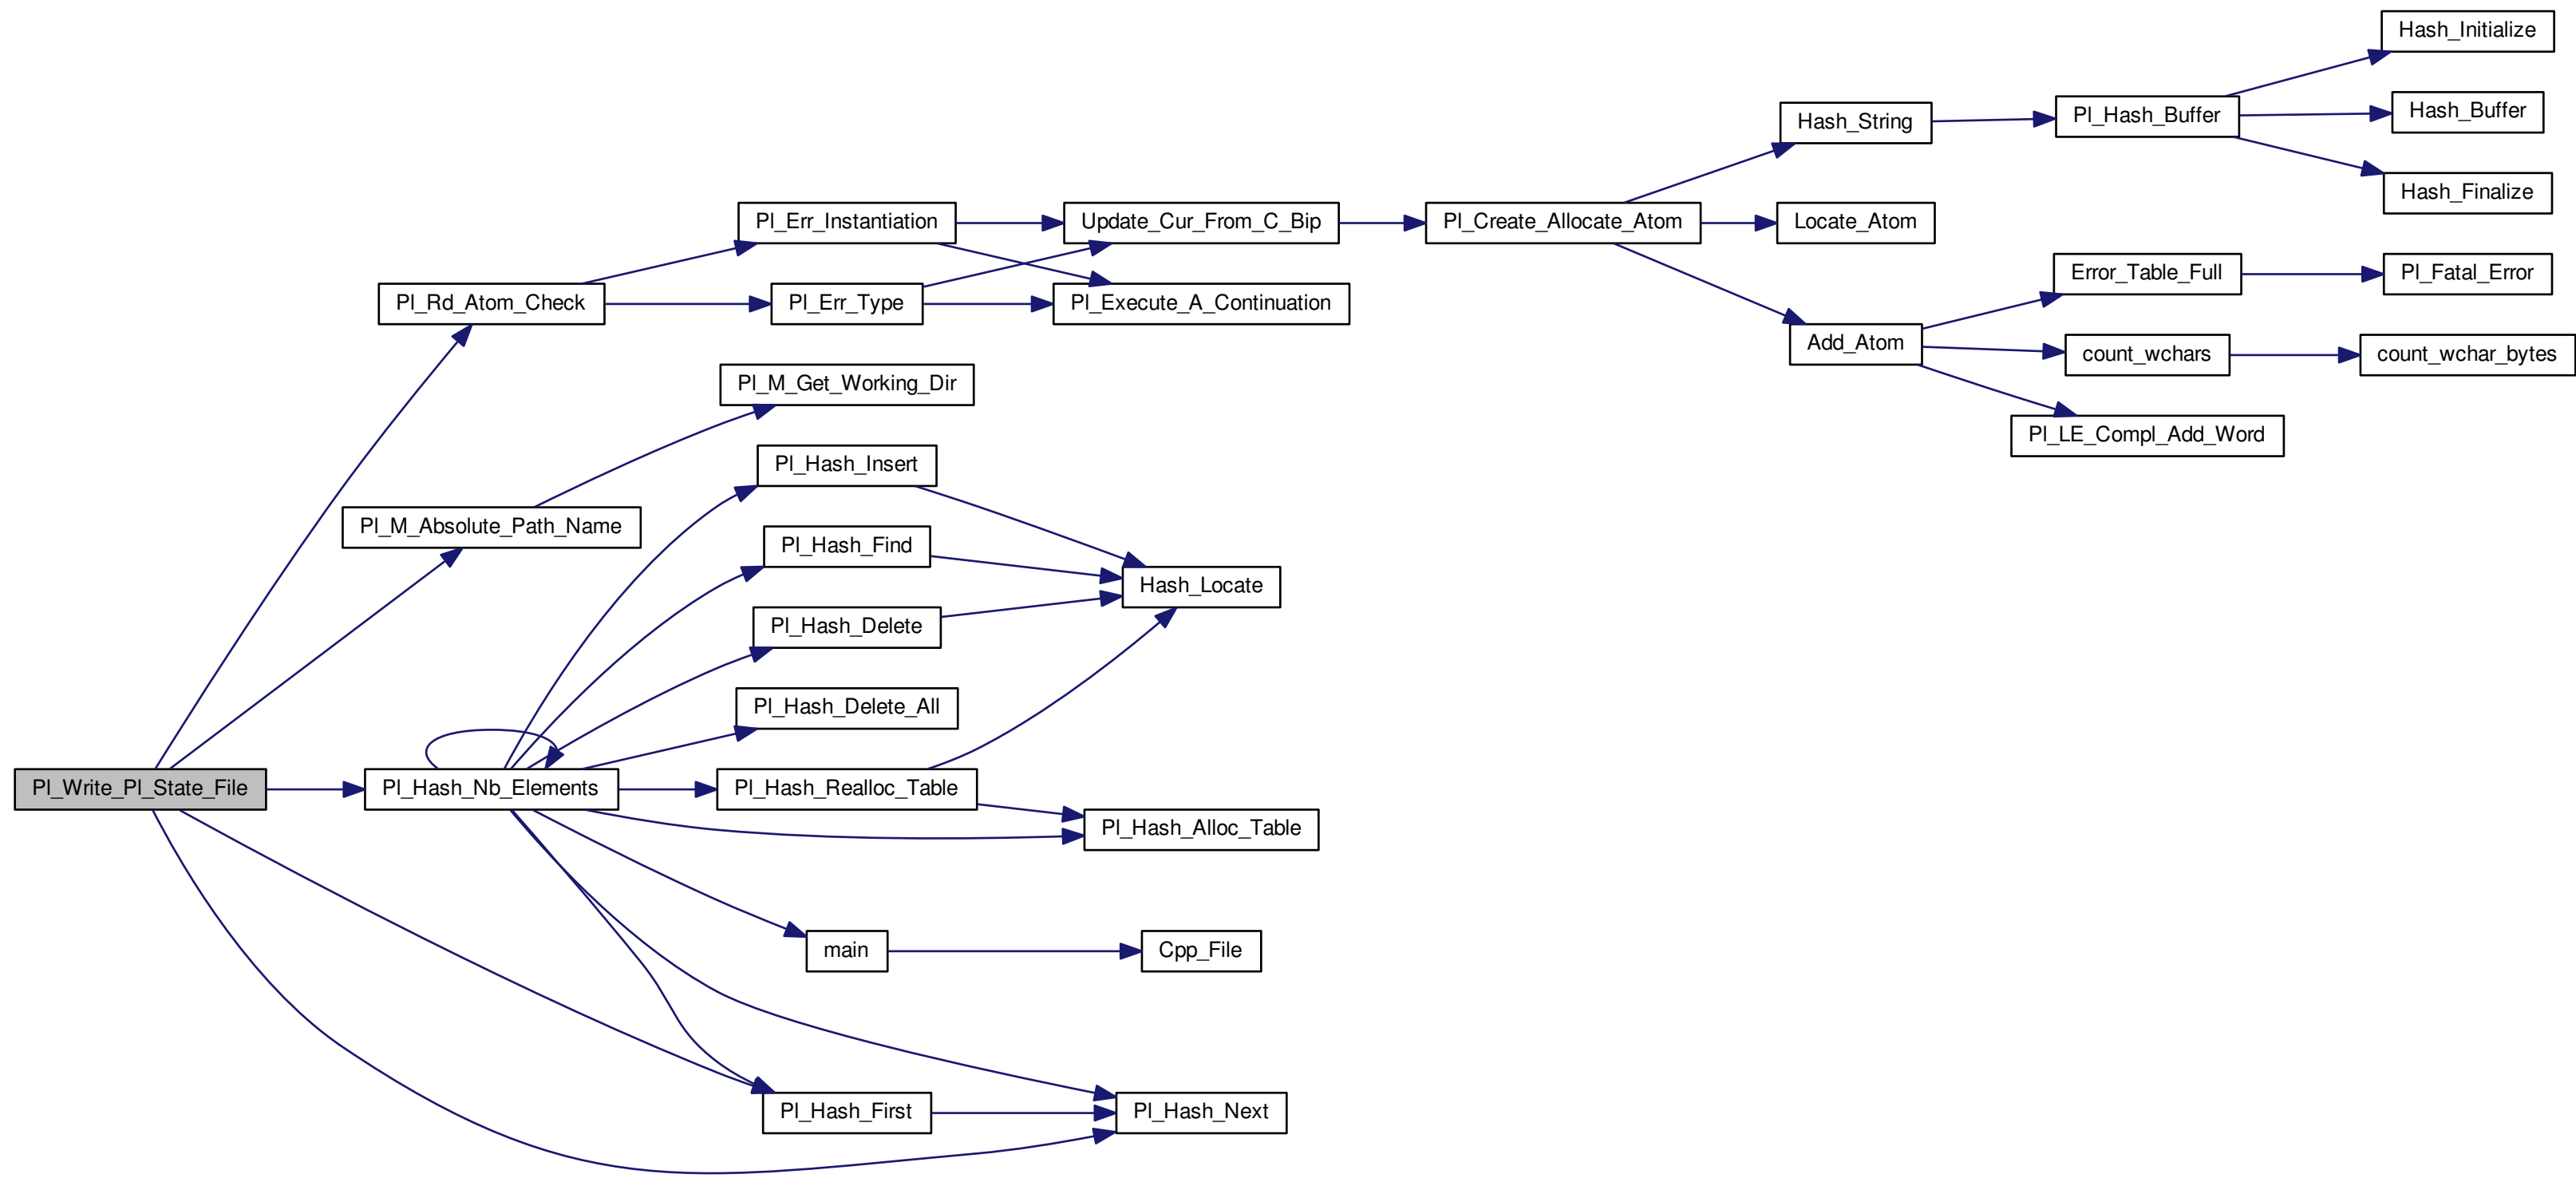 Hash_Initialize
Hash_Buffer
Pl_Hash_Buffer
Hash_String
Hash_Finalize
Pl_Err_Instantiation
Update_Cur_From_C_Bip
Pl_Create_Allocate_Atom
Locate_Atom
Error_Table_Full
Pl_Fatal_Error
Pl_Rd_Atom_Check
Pl_Err_Type
Pl_Execute_A_Continuation
Add_Atom
count_wchars
count_wchar_bytes
Pl_M_Get_Working_Dir
Pl_LE_Compl_Add_Word
Pl_Hash_Insert
Pl_M_Absolute_Path_Name
Pl_Hash_Find
Hash_Locate
Pl_Hash_Delete
Pl_Hash_Delete_All
Pl_Write_Pl_State_File
Pl_Hash_Nb_Elements
Pl_Hash_Realloc_Table
Pl_Hash_Alloc_Table
main
Cpp_File
Pl_Hash_First
Pl_Hash_Next